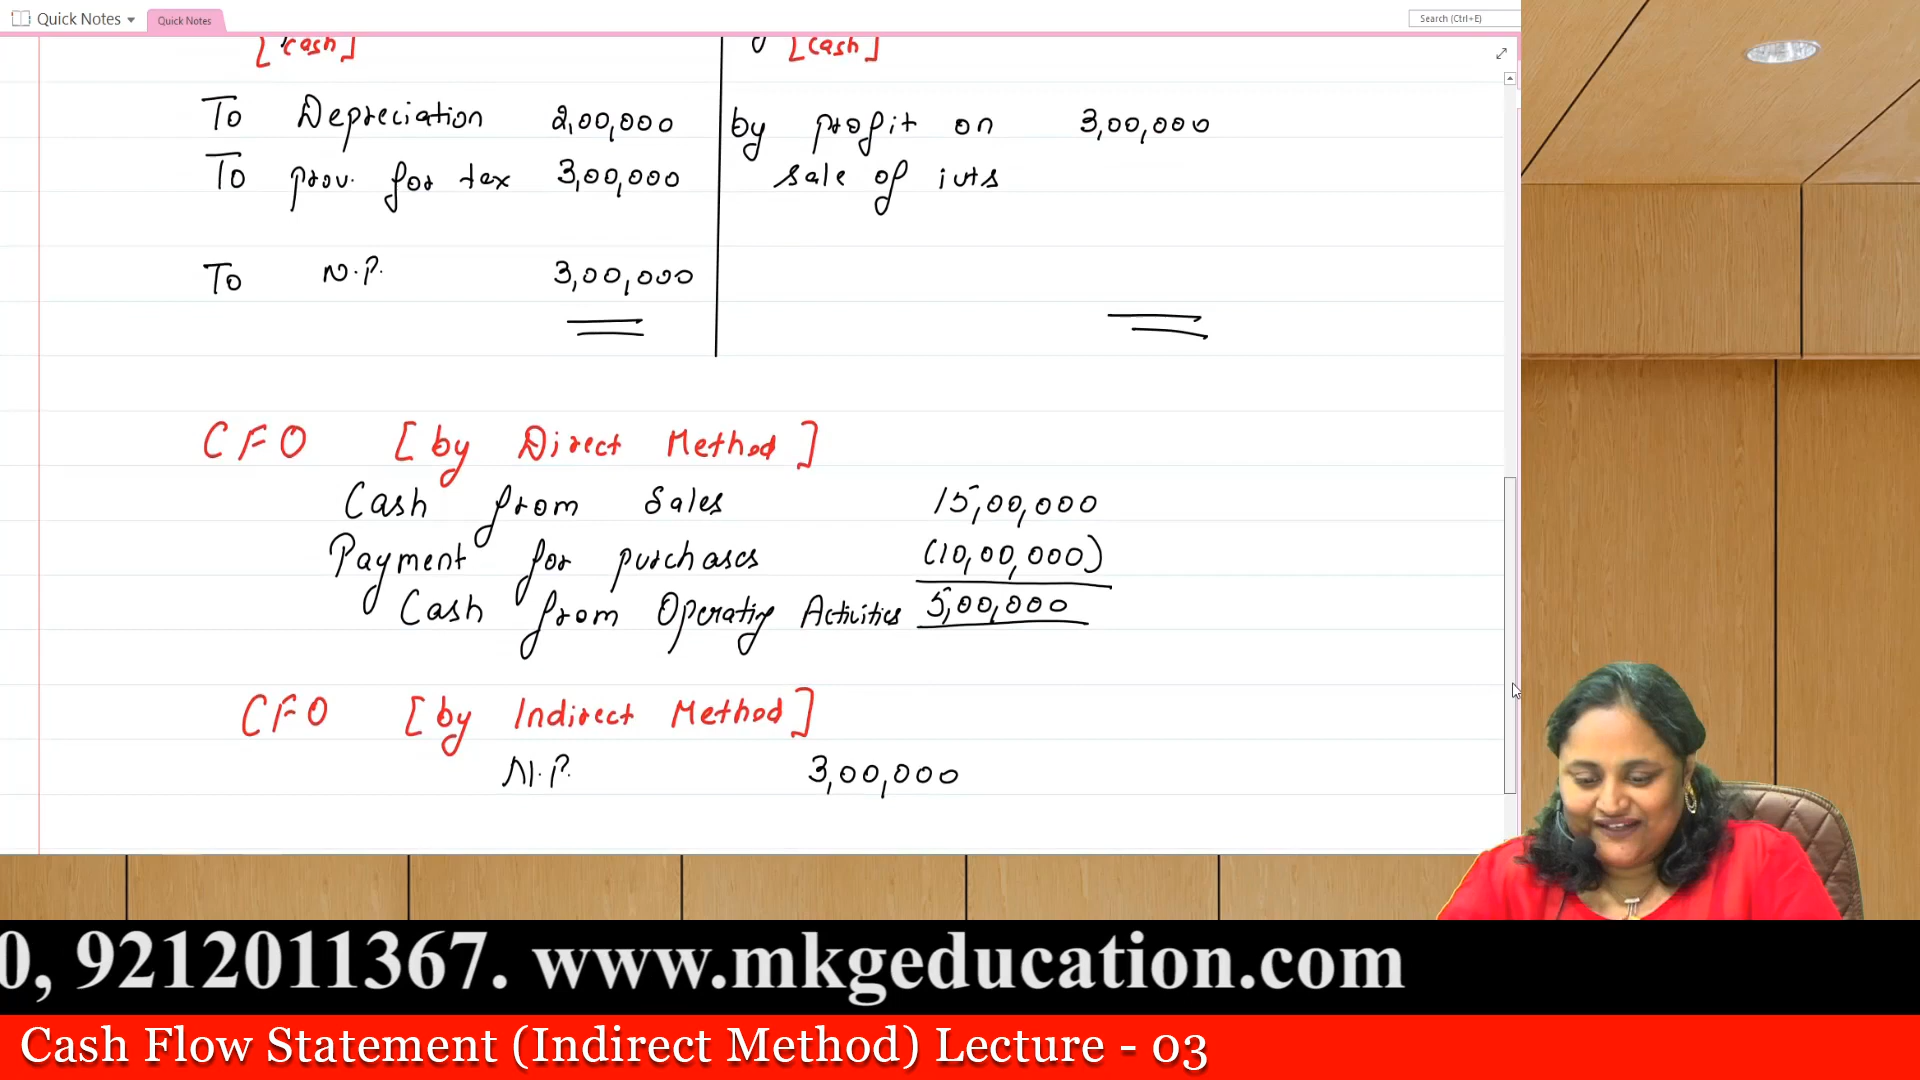 Quick Notes
Quick Notes
Search (Ctrl+E)
[Cash]
[Cash]
To Depreciation 2,00,000
by profit on 3,00,000
To prov. for tax 3,00,000
sale of ivts
To N.P. 3,00,000
CFO [by Direct Method]
Cash from Sales 15,00,000
Payment for purchases (10,00,000)
Cash from Operating Activities 5,00,000
CFO [by Indirect Method]
N.P. 3,00,000
0, 9212011367. www.mkgeducation.com
Cash Flow Statement (Indirect Method) Lecture - 03